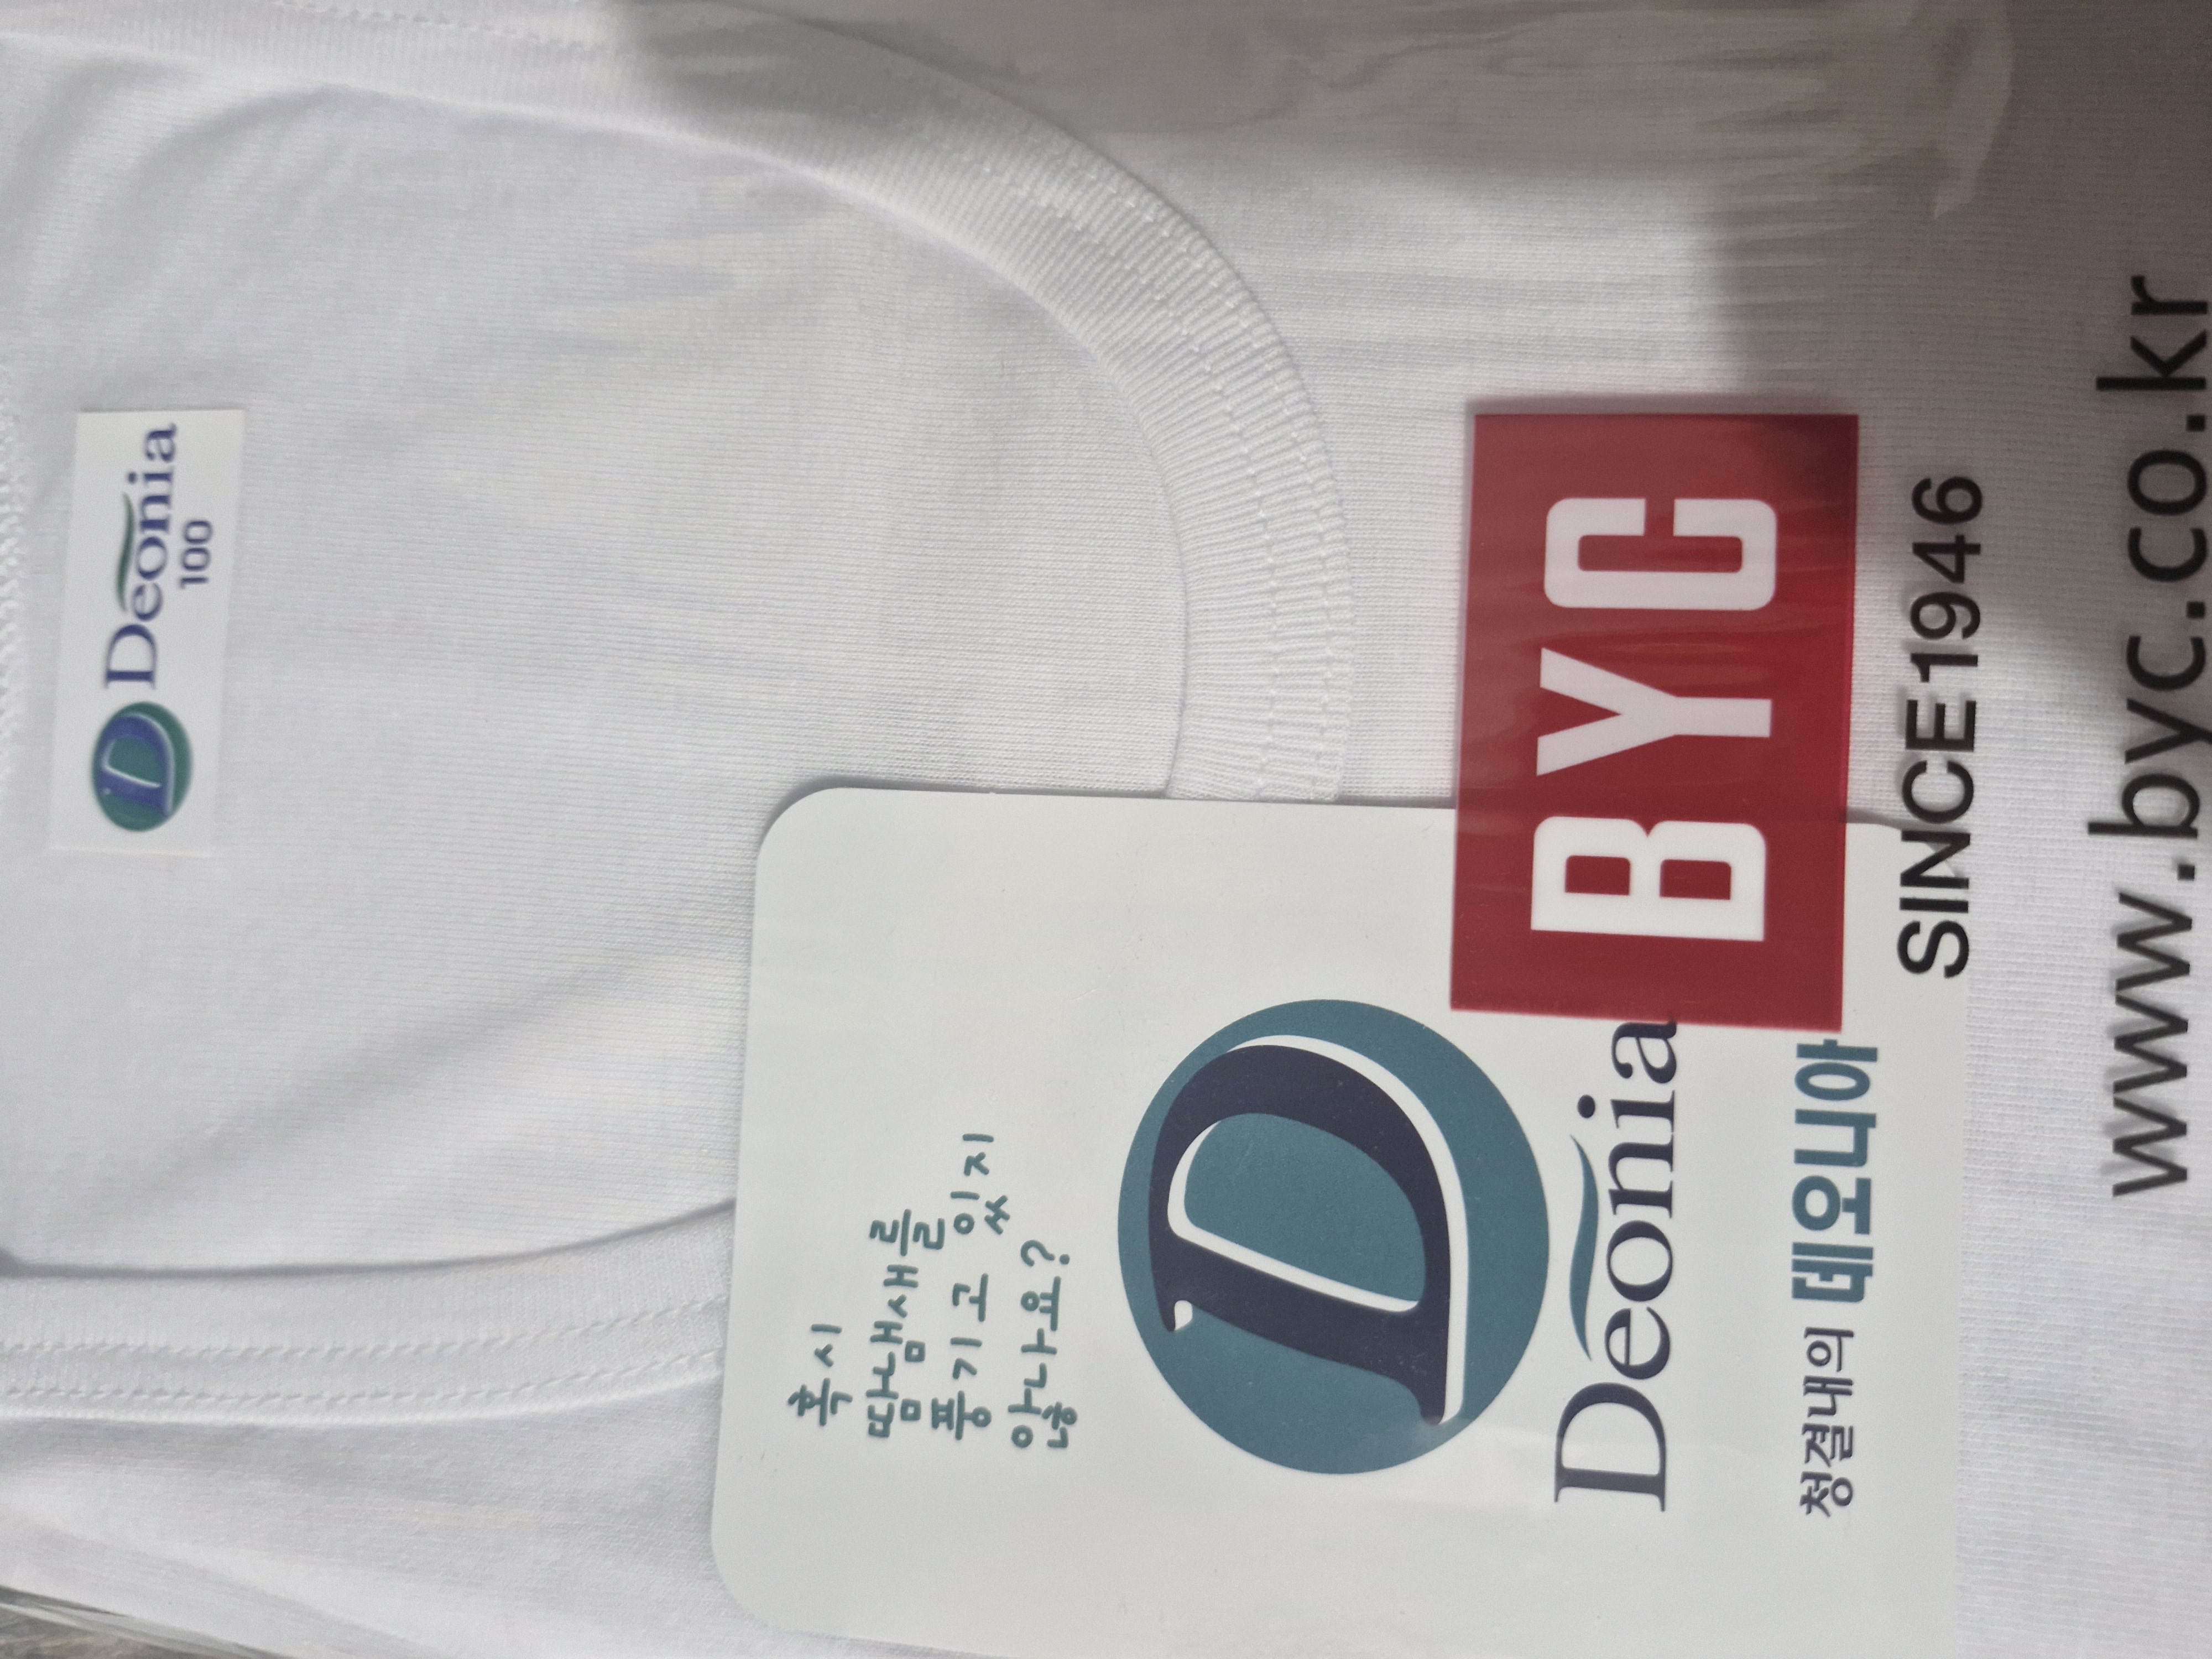 Deonia
100
혹시
땀냄새를
풍기고 있지
않나요?
D
Deonia
청결내의 데오니아
BYC
SINCE1946
www.byc.co.kr